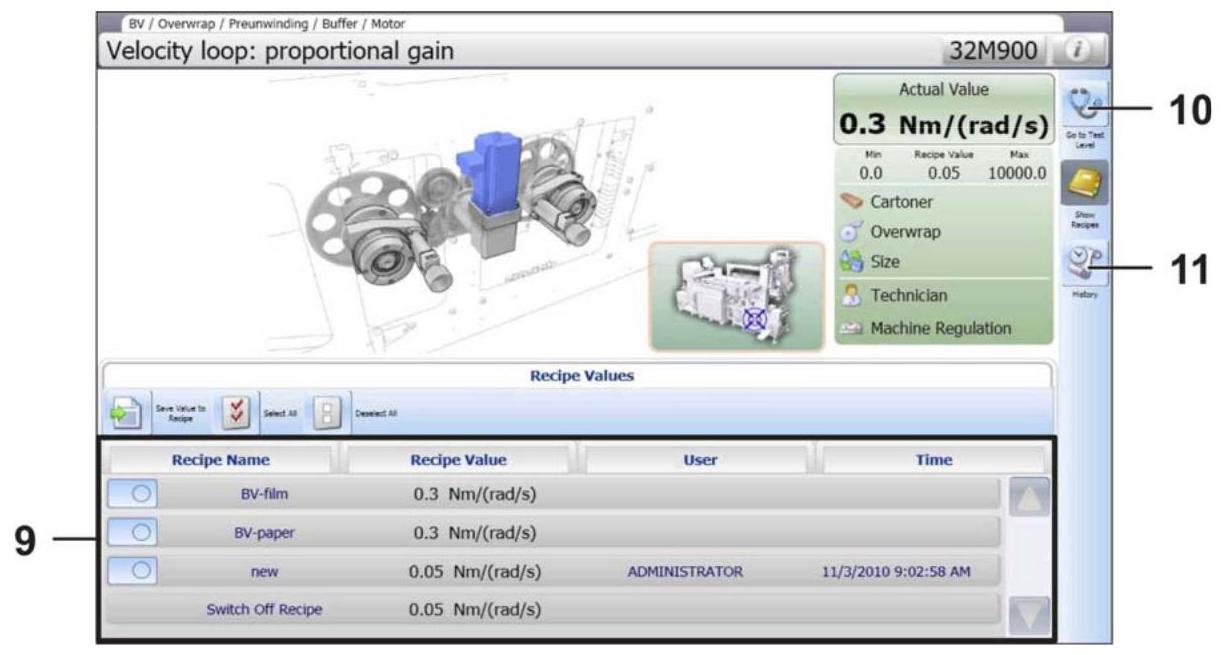 BV / Overwrap / Preunwinding / Buffer / Motor
Velocity loop: proportional gain
32M900
i
Actual Value
0.3 Nm/(rad/s)
Min Recipe Value Max
0.0 0.05 10000.0
Cartoner
Overwrap
Size
Technician
Machine Regulation
Go to Test
Level
10
Show
Recipes
History
11
Recipe Values
Save Value to
Recipe
Select All
Deselect All
Recipe Name Recipe Value User Time
BV-film 0.3 Nm/(rad/s)
BV-paper 0.3 Nm/(rad/s)
new 0.05 Nm/(rad/s) ADMINISTRATOR 11/3/2010 9:02:58 AM
Switch Off Recipe 0.05 Nm/(rad/s)
9